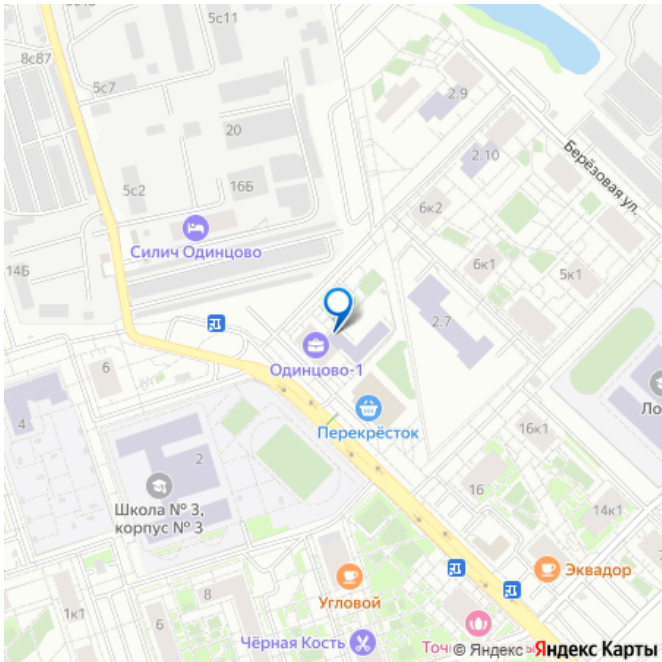 5с11
8с87
5с7
2.9
20
2.10
Берёзовая ул.
5с2
16Б
6к2
Силич Одинцово
6к1
5к1
14Б
2.7
Одинцово-1
6
Ло
4
Перекрёсток
16к1
2
16
Школа № 3,
корпус № 3
14к1
Эквадор
8
Угловой
1к1
6
Чёрная Кость
Точ
© Яндекс
Яндекс Карты